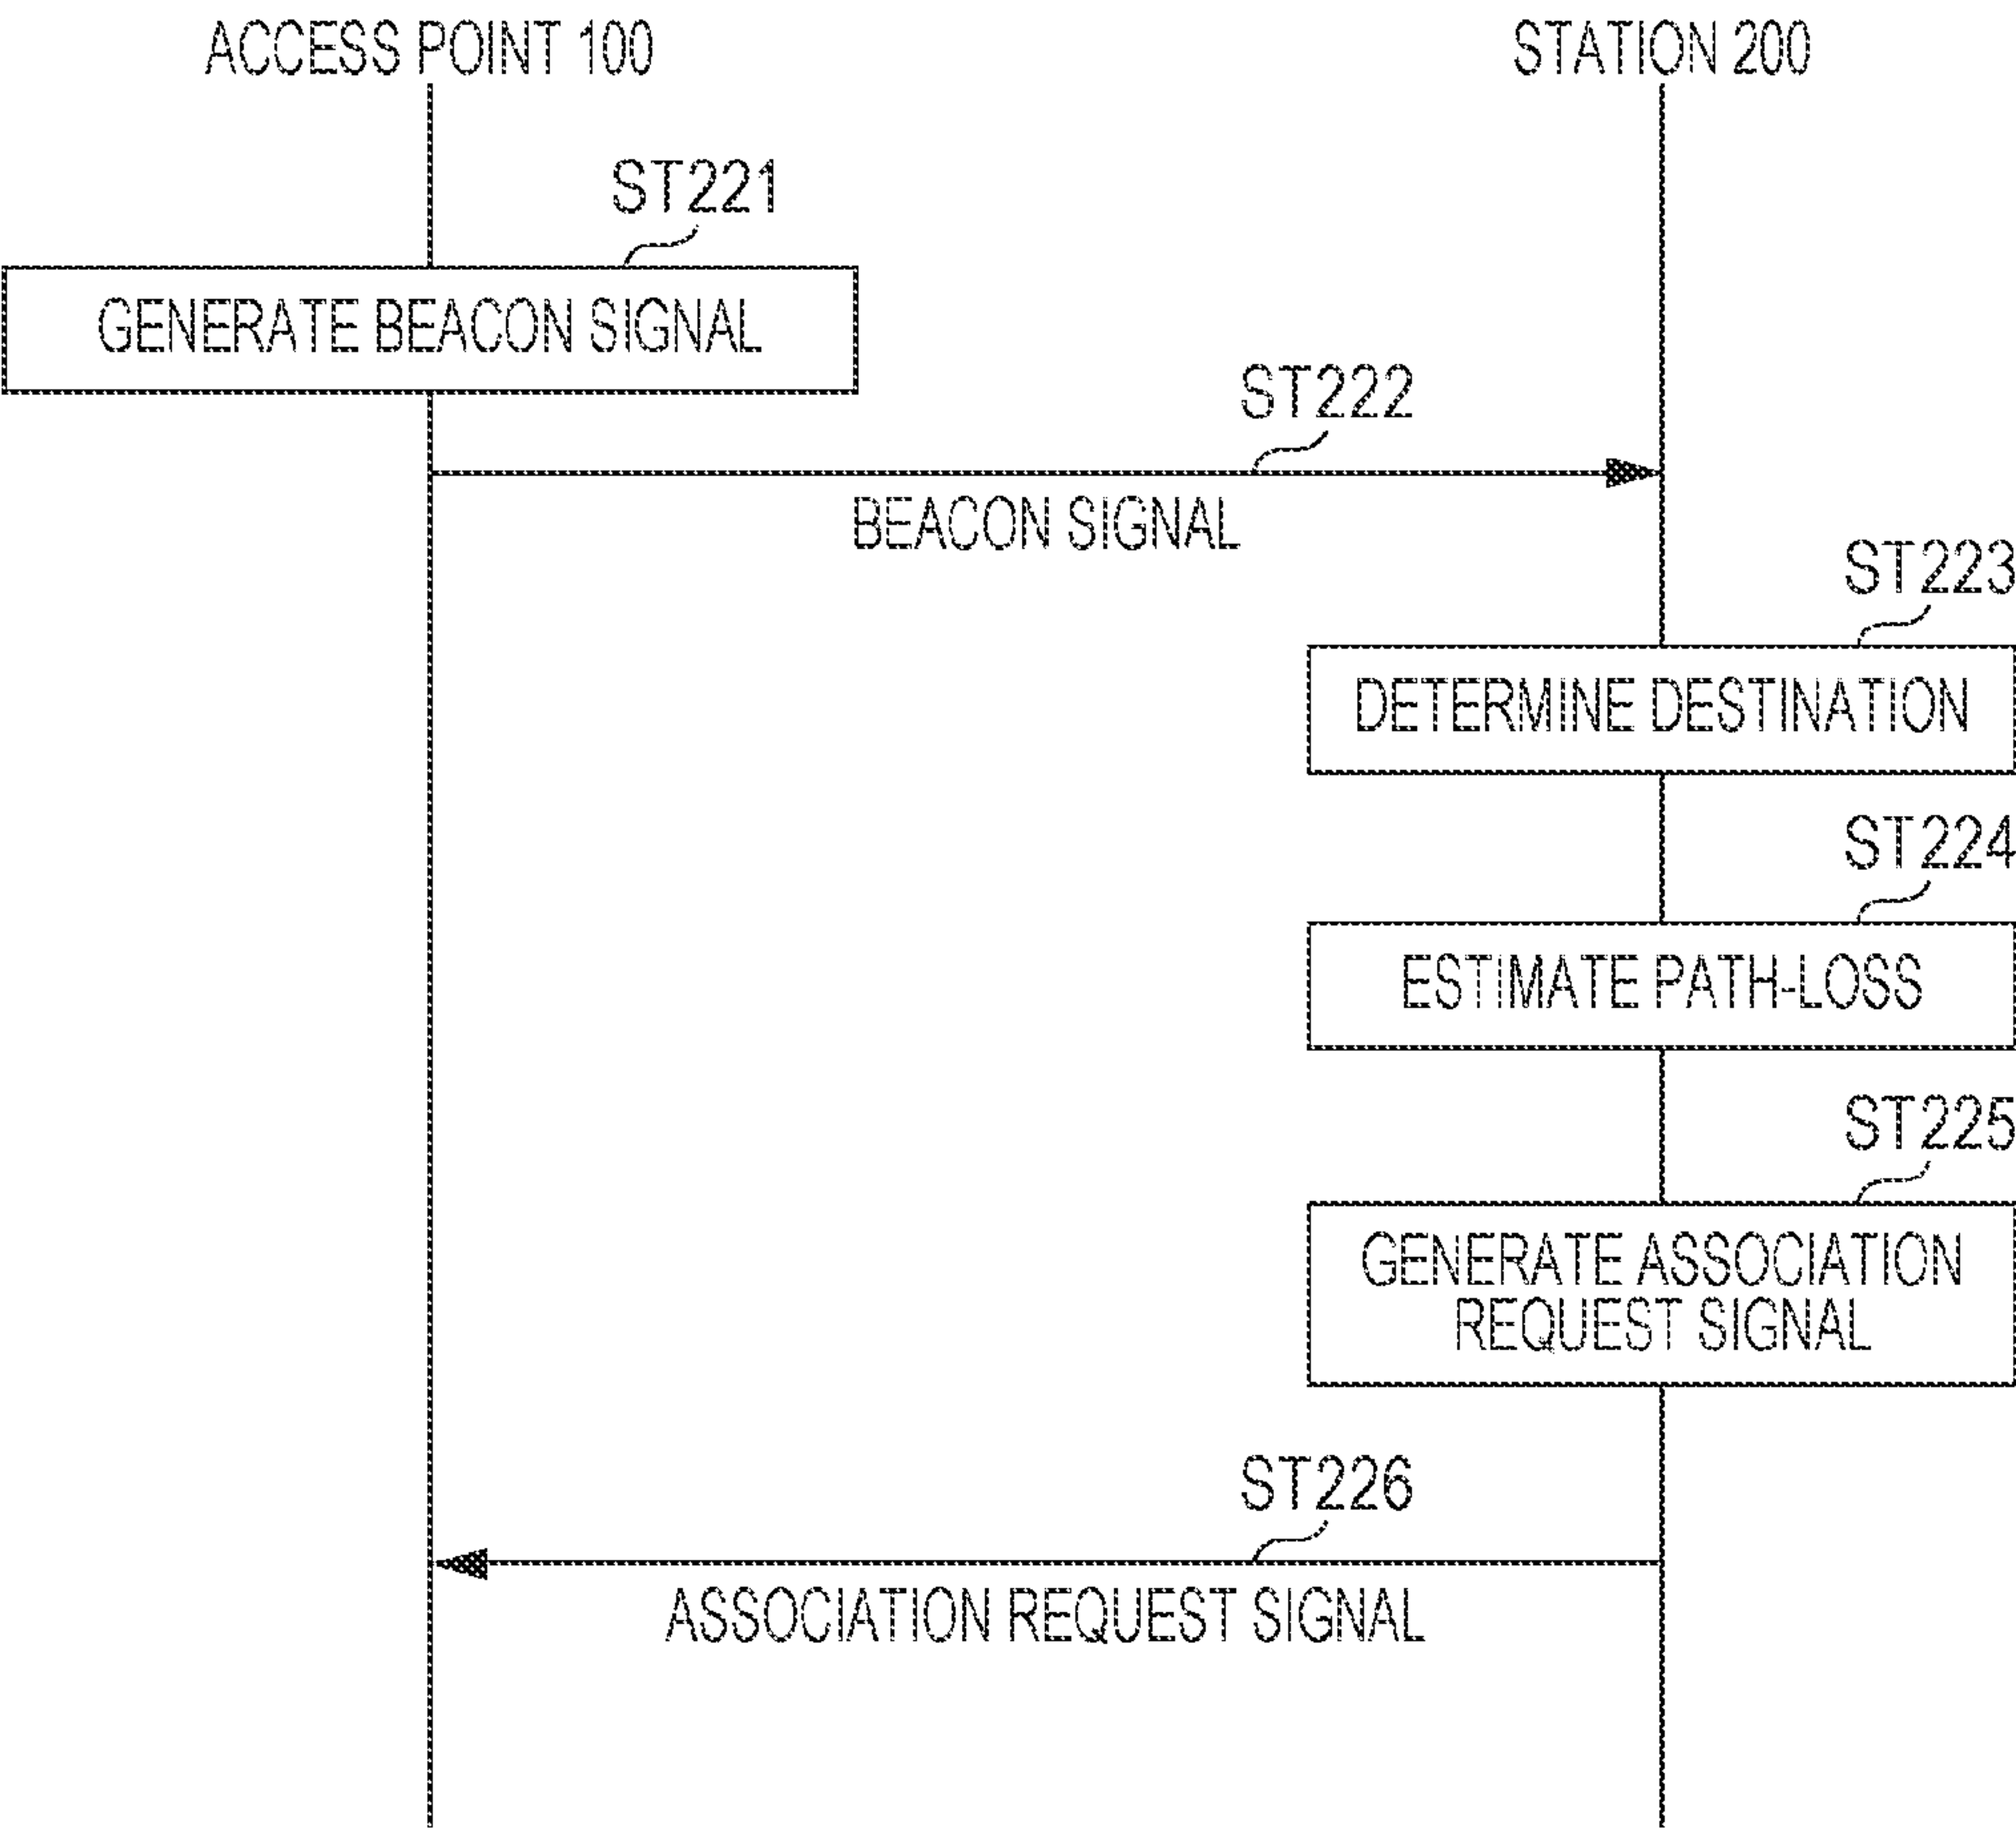 ACCESS POINT 100
STATION 200
ST221
GENERATE BEACON SIGNAL
ST222
BEACON SIGNAL
ST223
DETERMINE DESTINATION
ST224
ESTIMATE PATH-LOSS
ST225
GENERATE ASSOCIATION
REQUEST SIGNAL
ST226
ASSOCIATION REQUEST SIGNAL